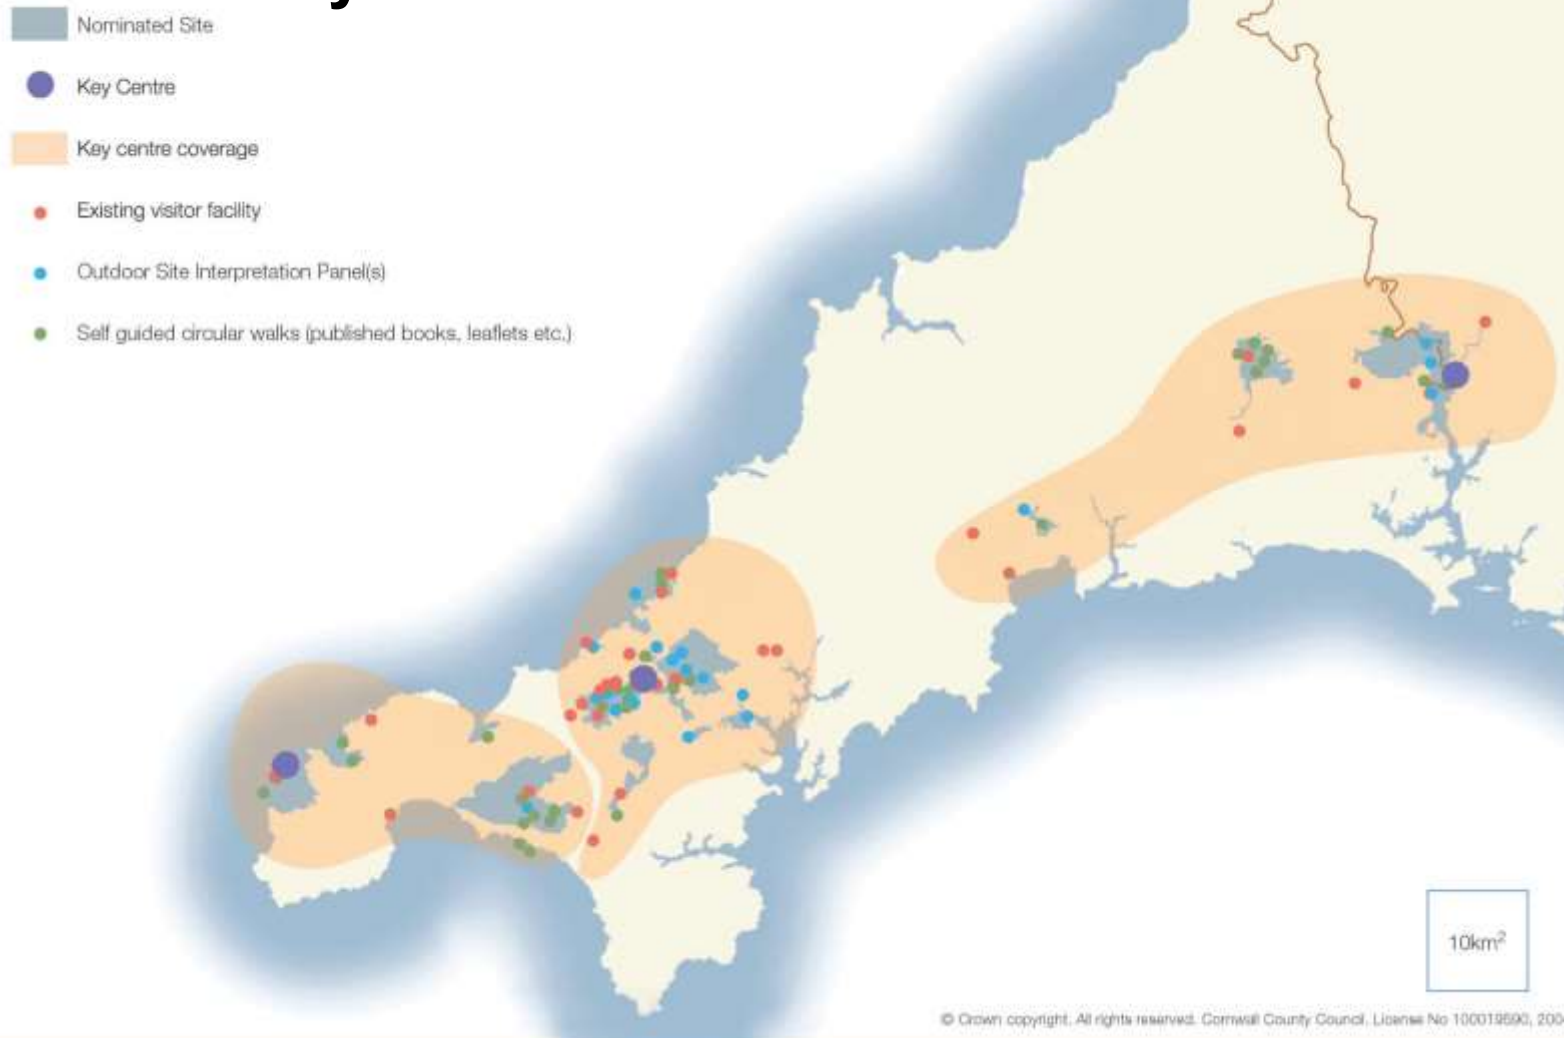 Nominated Site
Key Centre
Key centre coverage
Existing visitor facility
Outdoor Site Interpretation Panel(s)
Self guided circular walks (published books, leaflets etc.)
10km²
© Crown copyright. All rights reserved. Cornwall County Council. License No 100019590, 200